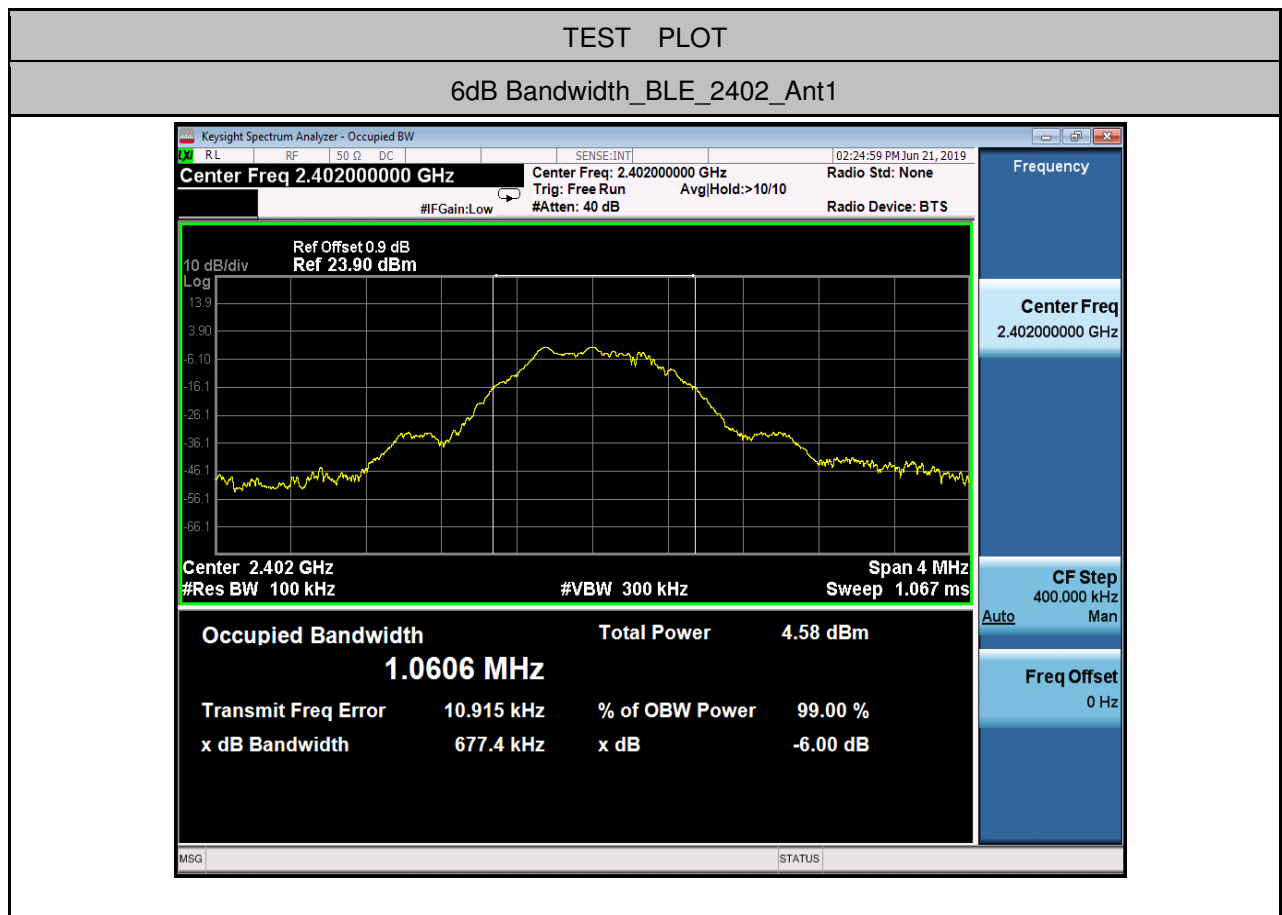 TEST PLOT
6dB Bandwidth_BLE_2402_Ant1
Keysight Spectrum Analyzer - Occupied BW
LXI RL RF 50 Ω DC SENSE:INT 02:24:59 PM Jun 21, 2019
Center Freq 2.402000000 GHz
Center Freq: 2.402000000 GHz Radio Std: None
Trig: Free Run Avg|Hold:>10/10
#IFGain:Low #Atten: 40 dB Radio Device: BTS
Ref Offset 0.9 dB
10 dB/div Ref 23.90 dBm
Log
13.9
3.90
-6.10
-16.1
-26.1
-36.1
-46.1
-56.1
-66.1
Center 2.402 GHz Span 4 MHz
#Res BW 100 kHz #VBW 300 kHz Sweep 1.067 ms
Occupied Bandwidth Total Power 4.58 dBm
1.0606 MHz
Transmit Freq Error 10.915 kHz % of OBW Power 99.00 %
x dB Bandwidth 677.4 kHz x dB -6.00 dB
Frequency
Center Freq
2.402000000 GHz
CF Step
400.000 kHz
Auto Man
Freq Offset
0 Hz
MSG STATUS